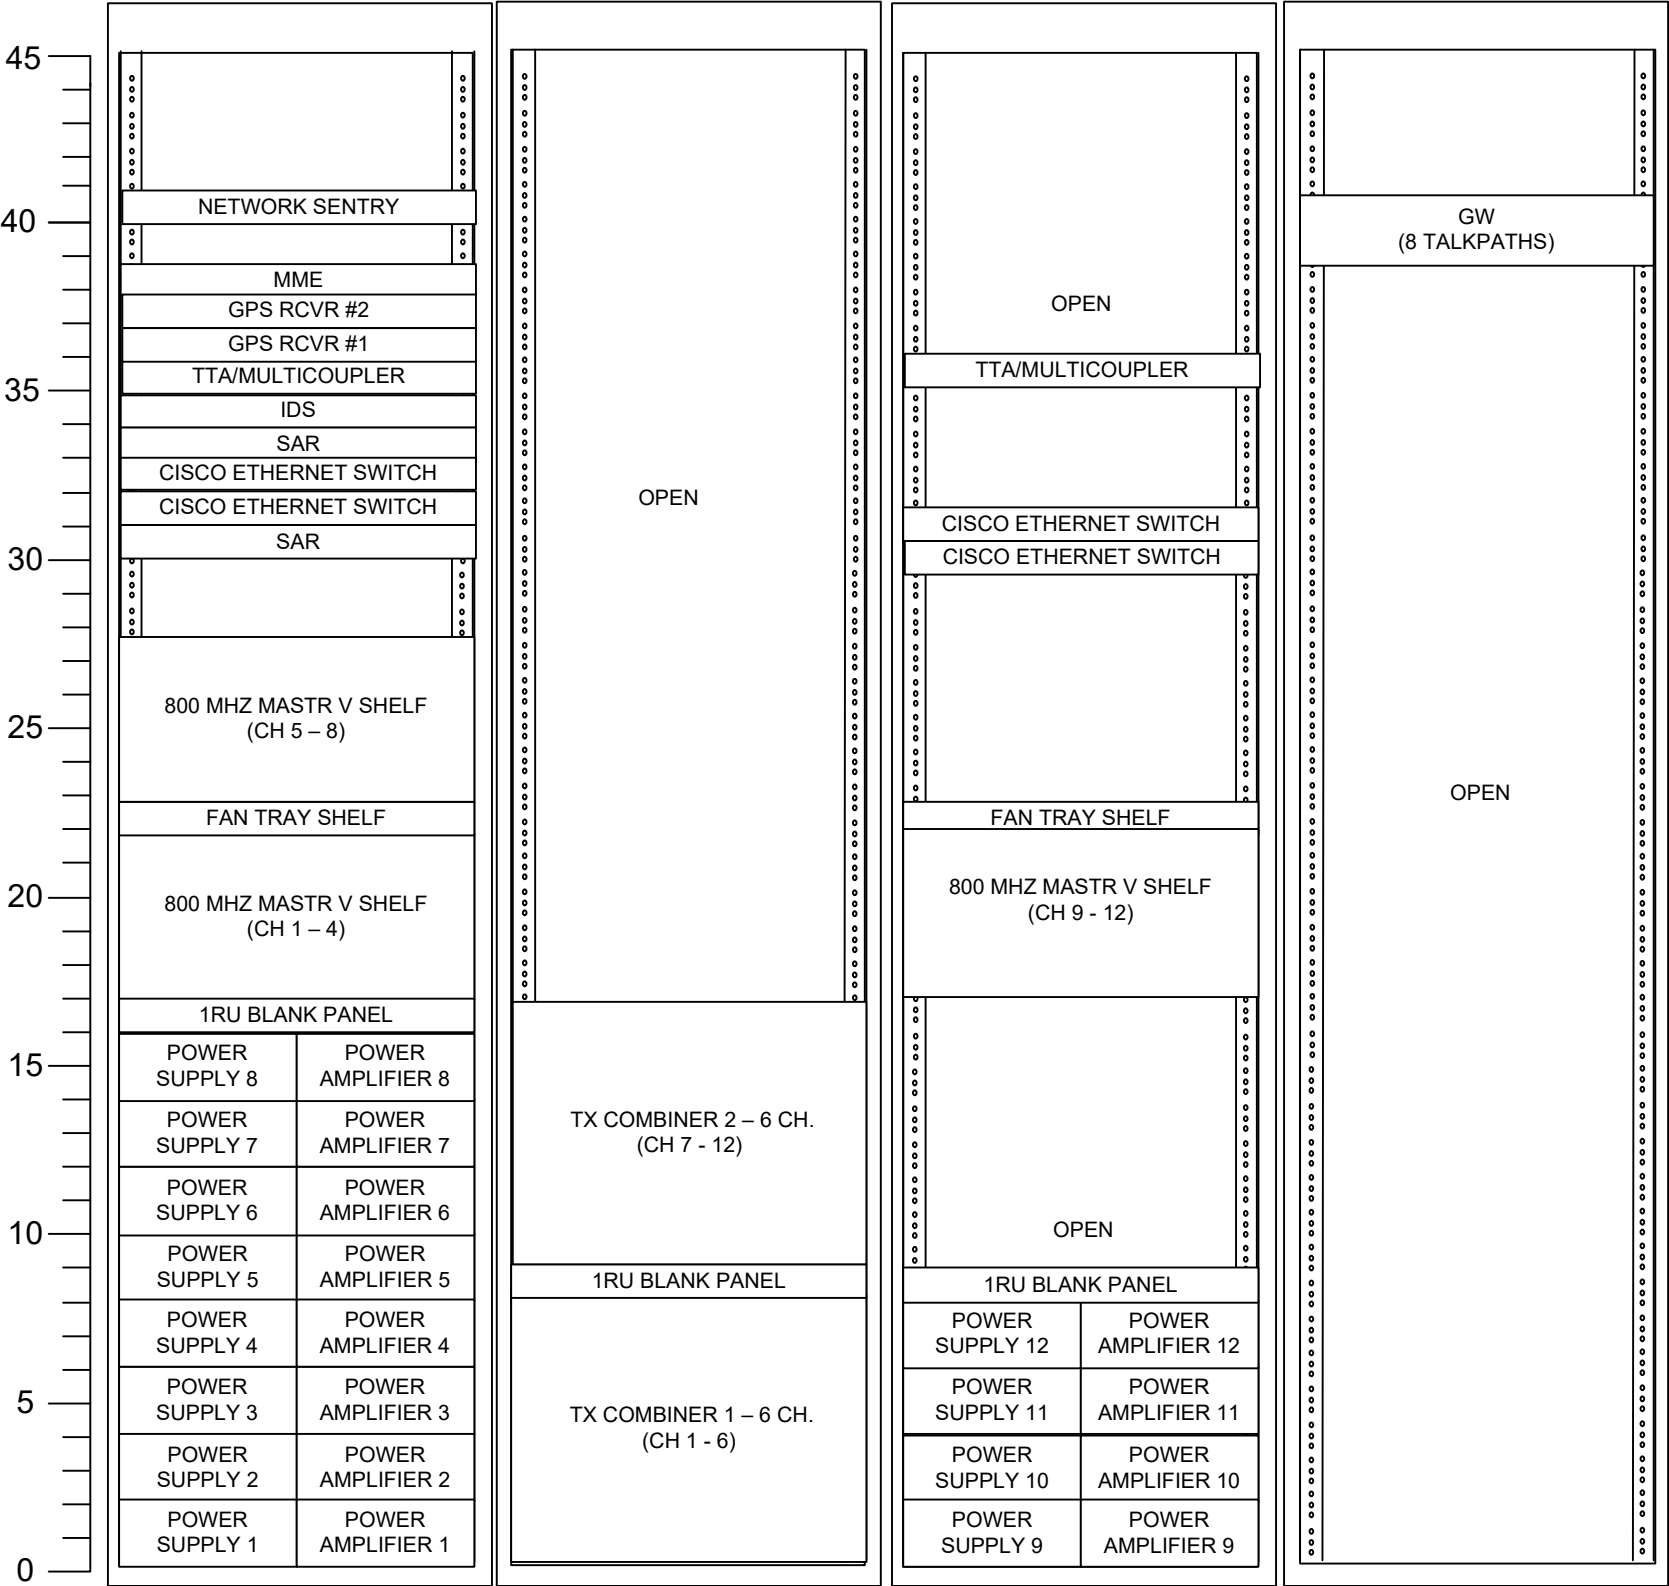 45
40
35
30
25
20
15
10
5
0
NETWORK SENTRY
MME
GPS RCVR #2
GPS RCVR #1
TTA/MULTICOUPLER
IDS
SAR
CISCO ETHERNET SWITCH
CISCO ETHERNET SWITCH
SAR
800 MHZ MASTR V SHELF
(CH 5 – 8)
FAN TRAY SHELF
800 MHZ MASTR V SHELF
(CH 1 – 4)
1RU BLANK PANEL
POWER
SUPPLY 8
POWER
AMPLIFIER 8
POWER
SUPPLY 7
POWER
AMPLIFIER 7
POWER
SUPPLY 6
POWER
AMPLIFIER 6
POWER
SUPPLY 5
POWER
AMPLIFIER 5
POWER
SUPPLY 4
POWER
AMPLIFIER 4
POWER
SUPPLY 3
POWER
AMPLIFIER 3
POWER
SUPPLY 2
POWER
AMPLIFIER 2
POWER
SUPPLY 1
POWER
AMPLIFIER 1
OPEN
TX COMBINER 2 – 6 CH.
(CH 7 - 12)
1RU BLANK PANEL
TX COMBINER 1 – 6 CH.
(CH 1 - 6)
OPEN
TTA/MULTICOUPLER
CISCO ETHERNET SWITCH
CISCO ETHERNET SWITCH
FAN TRAY SHELF
800 MHZ MASTR V SHELF
(CH 9 - 12)
OPEN
1RU BLANK PANEL
POWER
SUPPLY 12
POWER
AMPLIFIER 12
POWER
SUPPLY 11
POWER
AMPLIFIER 11
POWER
SUPPLY 10
POWER
AMPLIFIER 10
POWER
SUPPLY 9
POWER
AMPLIFIER 9
GW
(8 TALKPATHS)
OPEN